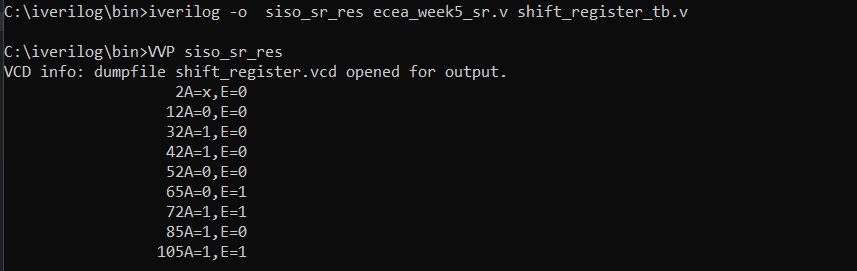 C:\iverilog\bin>iverilog -o  siso_sr_res ecea_week5_sr.v shift_register_tb.v
C:\iverilog\bin>VVP siso_sr_res
VCD info: dumpfile shift_register.vcd opened for output.
2A=x,E=0
12A=0,E=0
32A=1,E=0
42A=1,E=0
52A=0,E=0
65A=0,E=1
72A=1,E=1
85A=1,E=0
105A=1,E=1